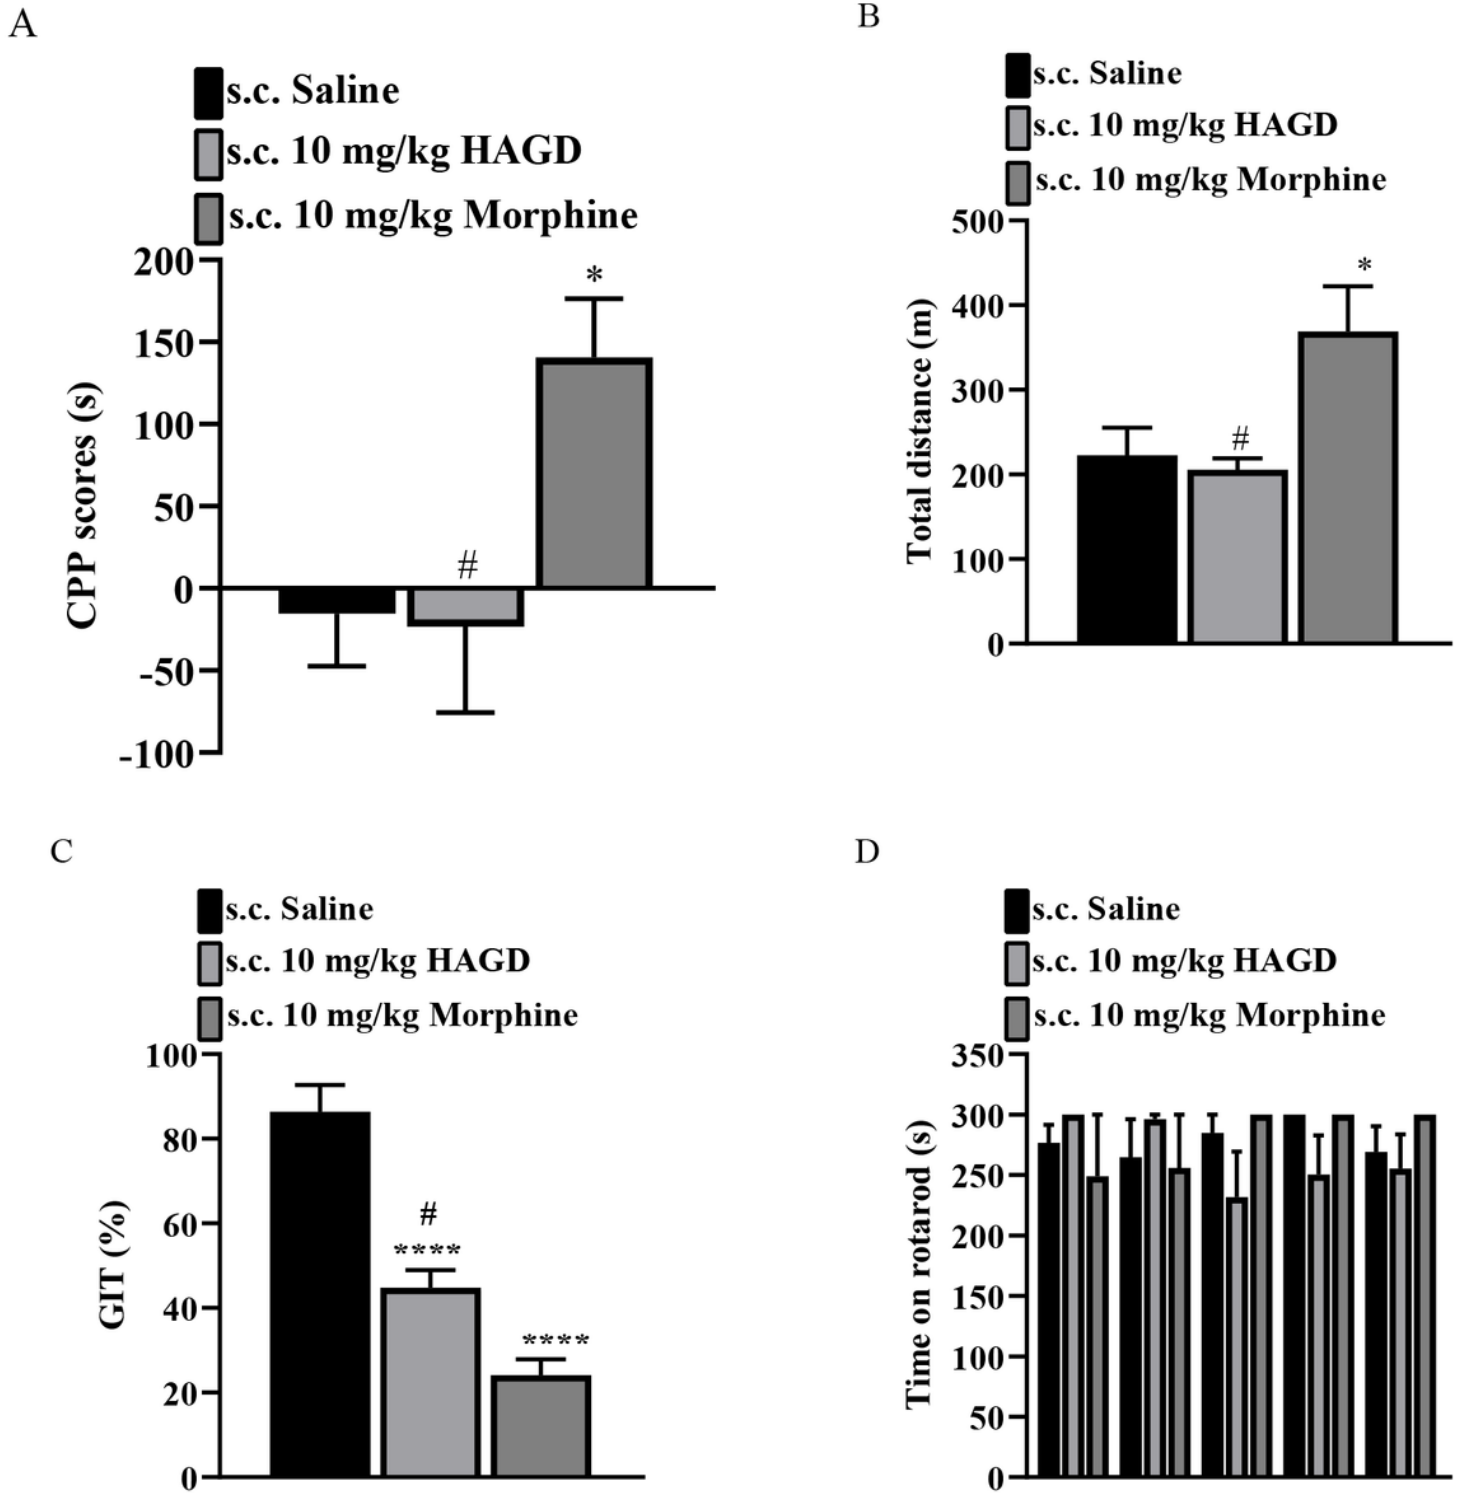 A
s.c. Saline
s.c. 10 mg/kg HAGD
s.c. 10 mg/kg Morphine
CPP scores (s)
200
150
100
50
0
-50
-100
#
*
B
s.c. Saline
s.c. 10 mg/kg HAGD
s.c. 10 mg/kg Morphine
Total distance (m)
500
400
300
200
100
0
#
*
C
s.c. Saline
s.c. 10 mg/kg HAGD
s.c. 10 mg/kg Morphine
GIT (%)
100
80
60
40
20
0
#
****
****
D
s.c. Saline
s.c. 10 mg/kg HAGD
s.c. 10 mg/kg Morphine
Time on rotarod (s)
350
300
250
200
150
100
50
0